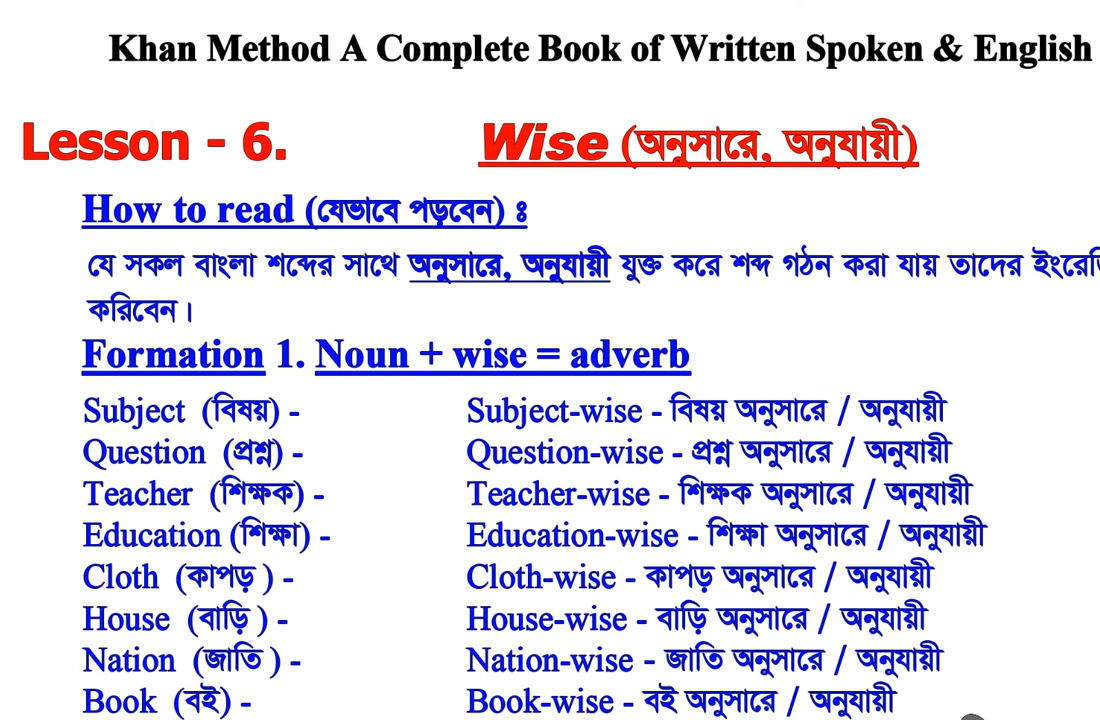 Khan Method A Complete Book of Written Spoken & English
Lesson - 6. Wise (অনুসারে, অনুযায়ী)
How to read (যেভাবে পড়বেন) ঃ
যে সকল বাংলা শব্দের সাথে অনুসারে, অনুযায়ী যুক্ত করে শব্দ গঠন করা যায় তাদের
করিবেন।
Formation 1. Noun + wise = adverb
Subject (বিষয়) - Subject-wise - বিষয় অনুসারে / অনুযায়ী
Question (প্রশ্ন) - Question-wise - প্রশ্ন অনুসারে / অনুযায়ী
Teacher (শিক্ষক) - Teacher-wise - শিক্ষক অনুসারে / অনুযায়ী
Education (শিক্ষা) - Education-wise - শিক্ষা অনুসারে / অনুযায়ী
Cloth (কাপড় ) - Cloth-wise - কাপড় অনুসারে / অনুযায়ী
House (বাড়ি ) - House-wise - বাড়ি অনুসারে / অনুযায়ী
Nation (জাতি ) - Nation-wise - জাতি অনুসারে / অনুযায়ী
Book (বই) - Book-wise - বই অনুসারে / অনুযায়ী